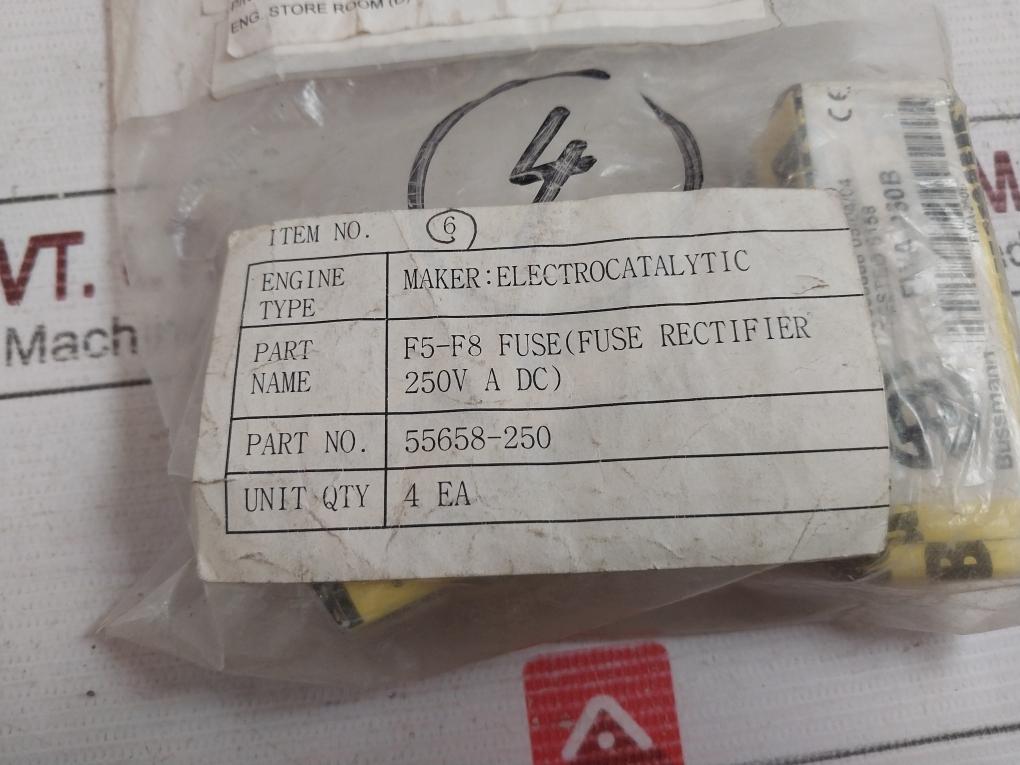 ENG. STORE ROOM
4
ITEM NO. 6
ENGINE TYPE MAKER:ELECTROCATALYTIC
PART NAME F5-F8 FUSE(FUSE RECTIFIER
250V A DC)
PART NO. 55658-250
UNIT QTY 4 EA
CE
Bussmann
B
VT.
Mach